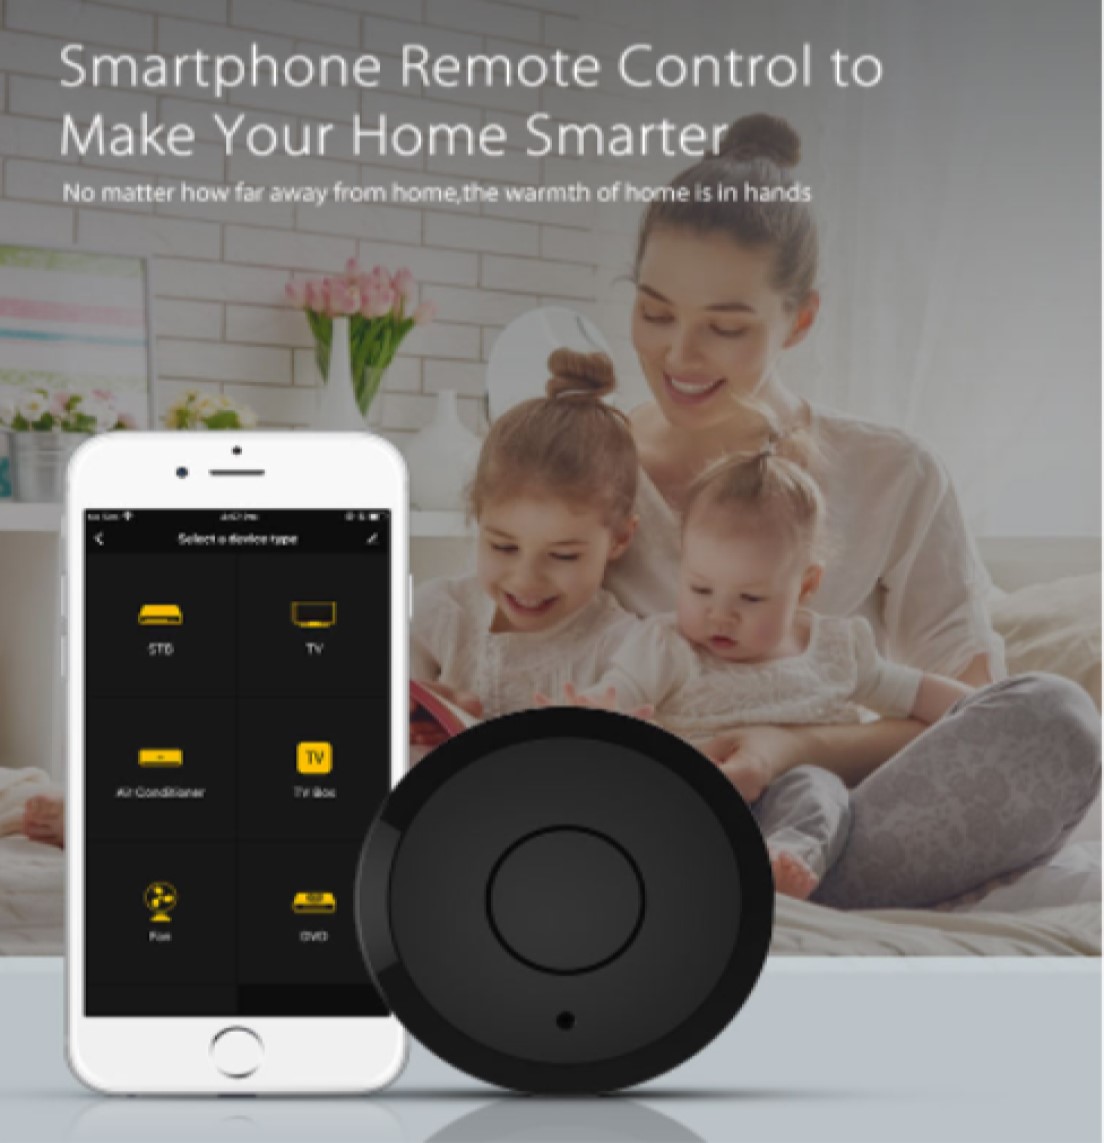 Smartphone Remote Control to
Make Your Home Smarter
No matter how far away from home,the warmth of home is in hands
Select a device type
STB
TV
Air Conditioner
TV
TV Box
Fan
DVD